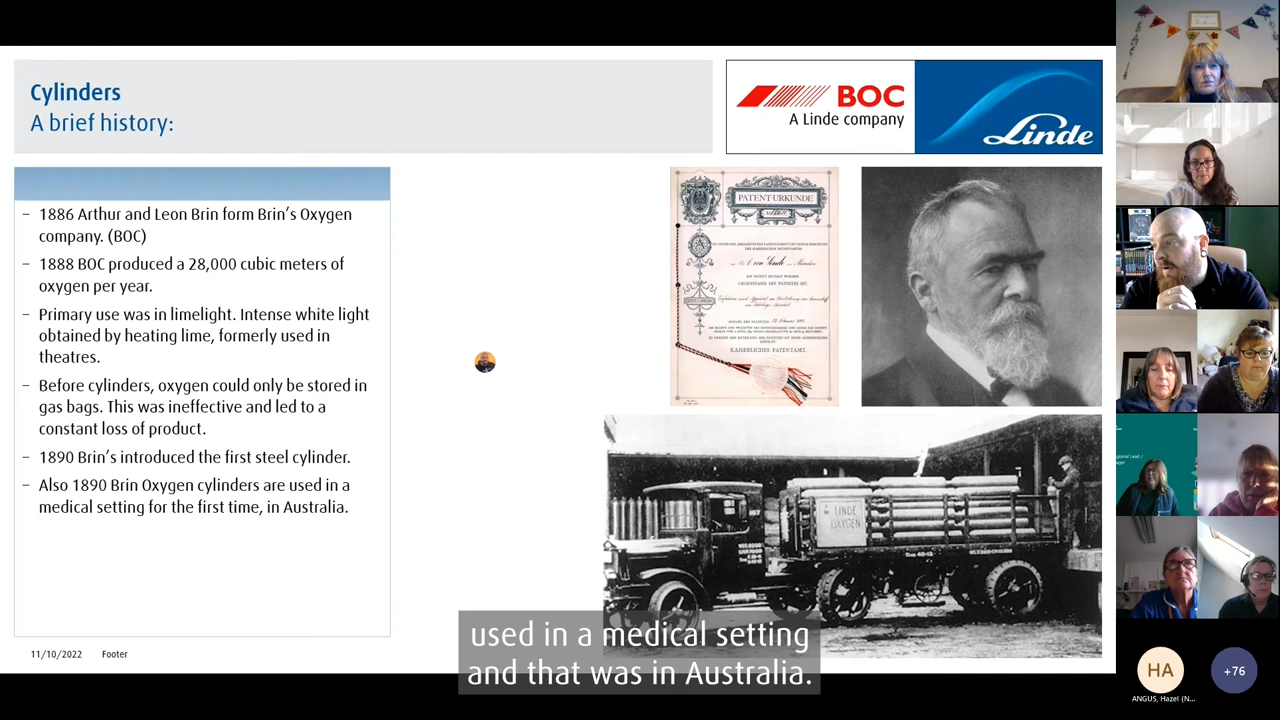 Cylinders
A brief history:
BOC
A Linde company
Linde
– 1886 Arthur and Leon Brin form Brin's Oxygen
company. (BOC)
– 1888 BOC produced a 28,000 cubic meters of
oxygen per year.
– Primary use was in limelight. Intense white light
obtained by heating lime, formerly used in
theatres.
– Before cylinders, oxygen could only be stored in
gas bags. This was ineffective and led to a
constant loss of product.
– 1890 Brin's introduced the first steel cylinder.
– Also 1890 Brin Oxygen cylinders are used in a
medical setting for the first time, in Australia.
PATENT-URKUNDE
KAISERLICHES PATENTAMT.
LINDE
OXYGEN
used in a medical setting
and that was in Australia.
11/10/2022 Footer
HA
+76
ANGUS, Hazel (N...